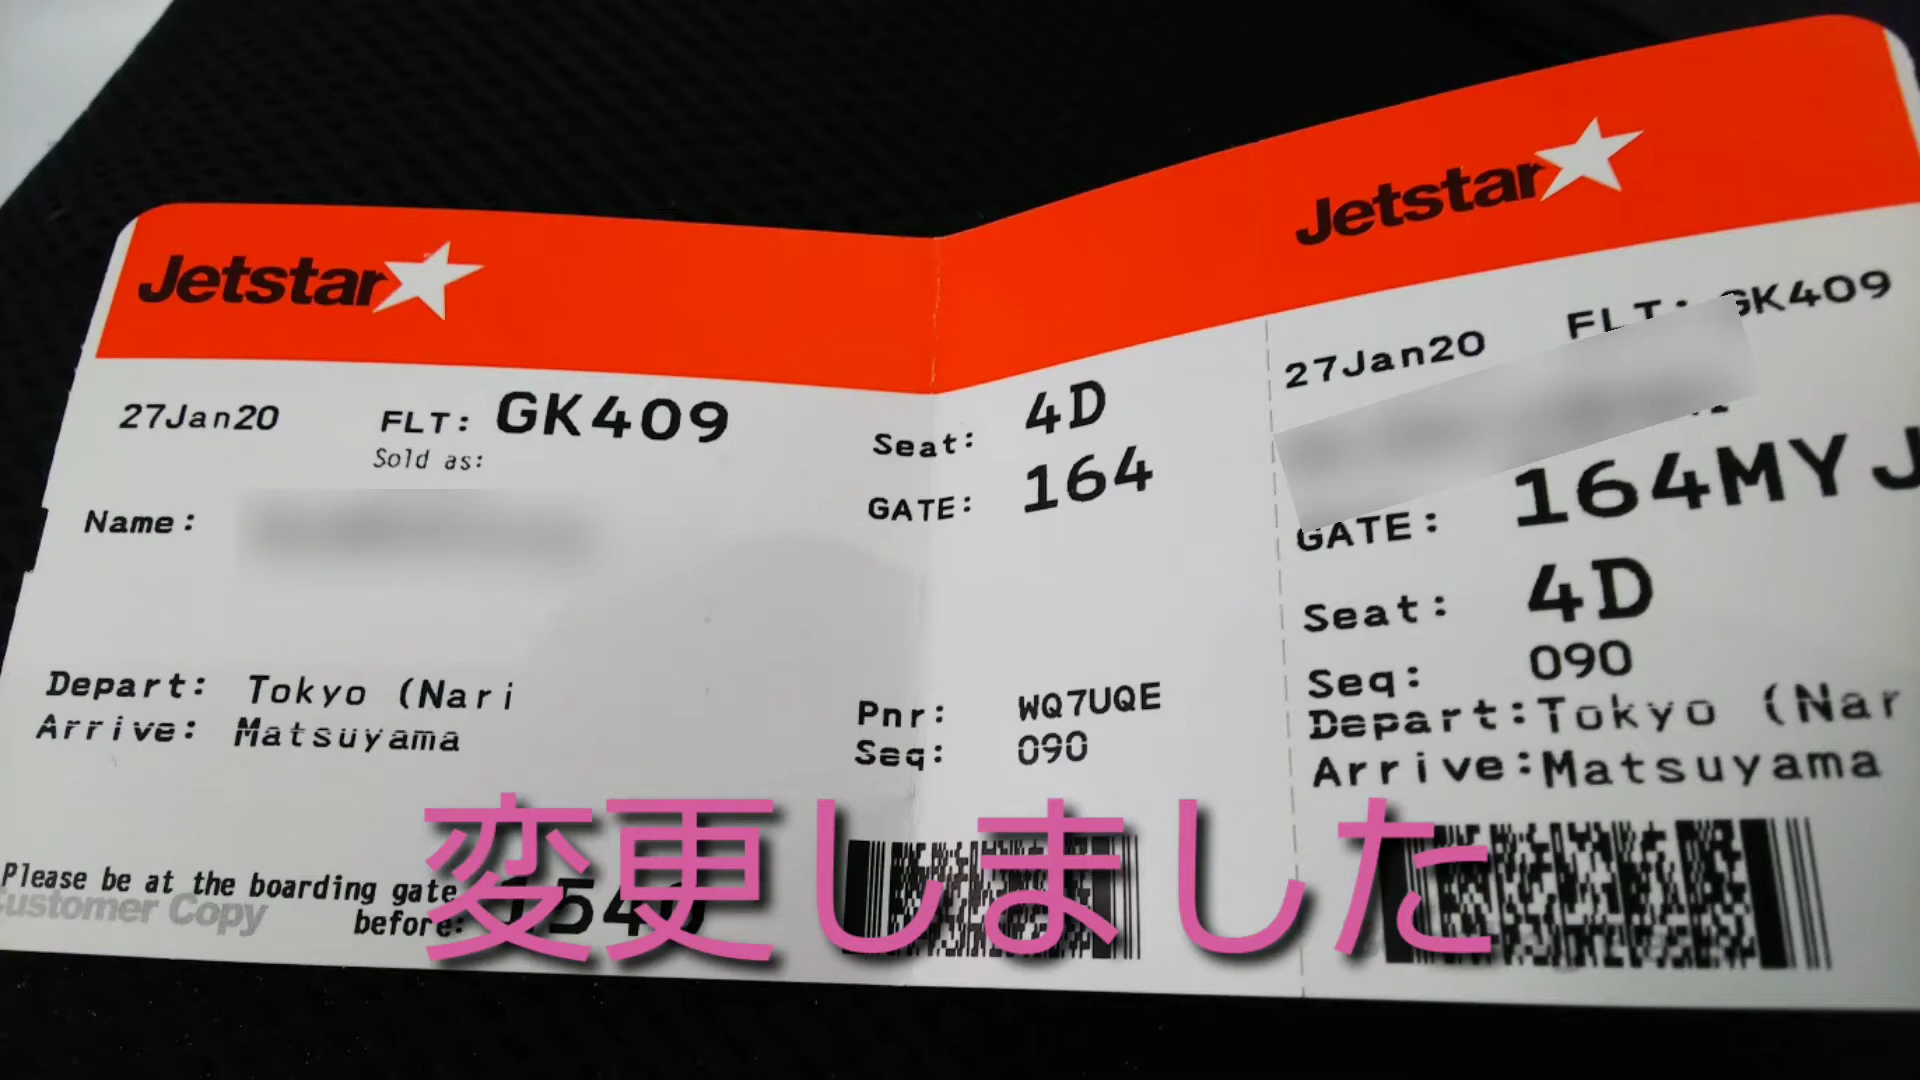 Jetstar
27Jan20 FLT: GK409
Sold as:
Name:
Seat: 4D
GATE: 164
Depart: Tokyo (Nari
Arrive: Matsuyama
Pnr: WQ7UQE
Seq: 090
Please be at the boarding gate
before:
Customer Copy
Jetstar
27Jan20 FLT: GK409
GATE: 164MYJ
Seat: 4D
Seq: 090
Depart:Tokyo (Nar
Arrive:Matsuyama
変更しました